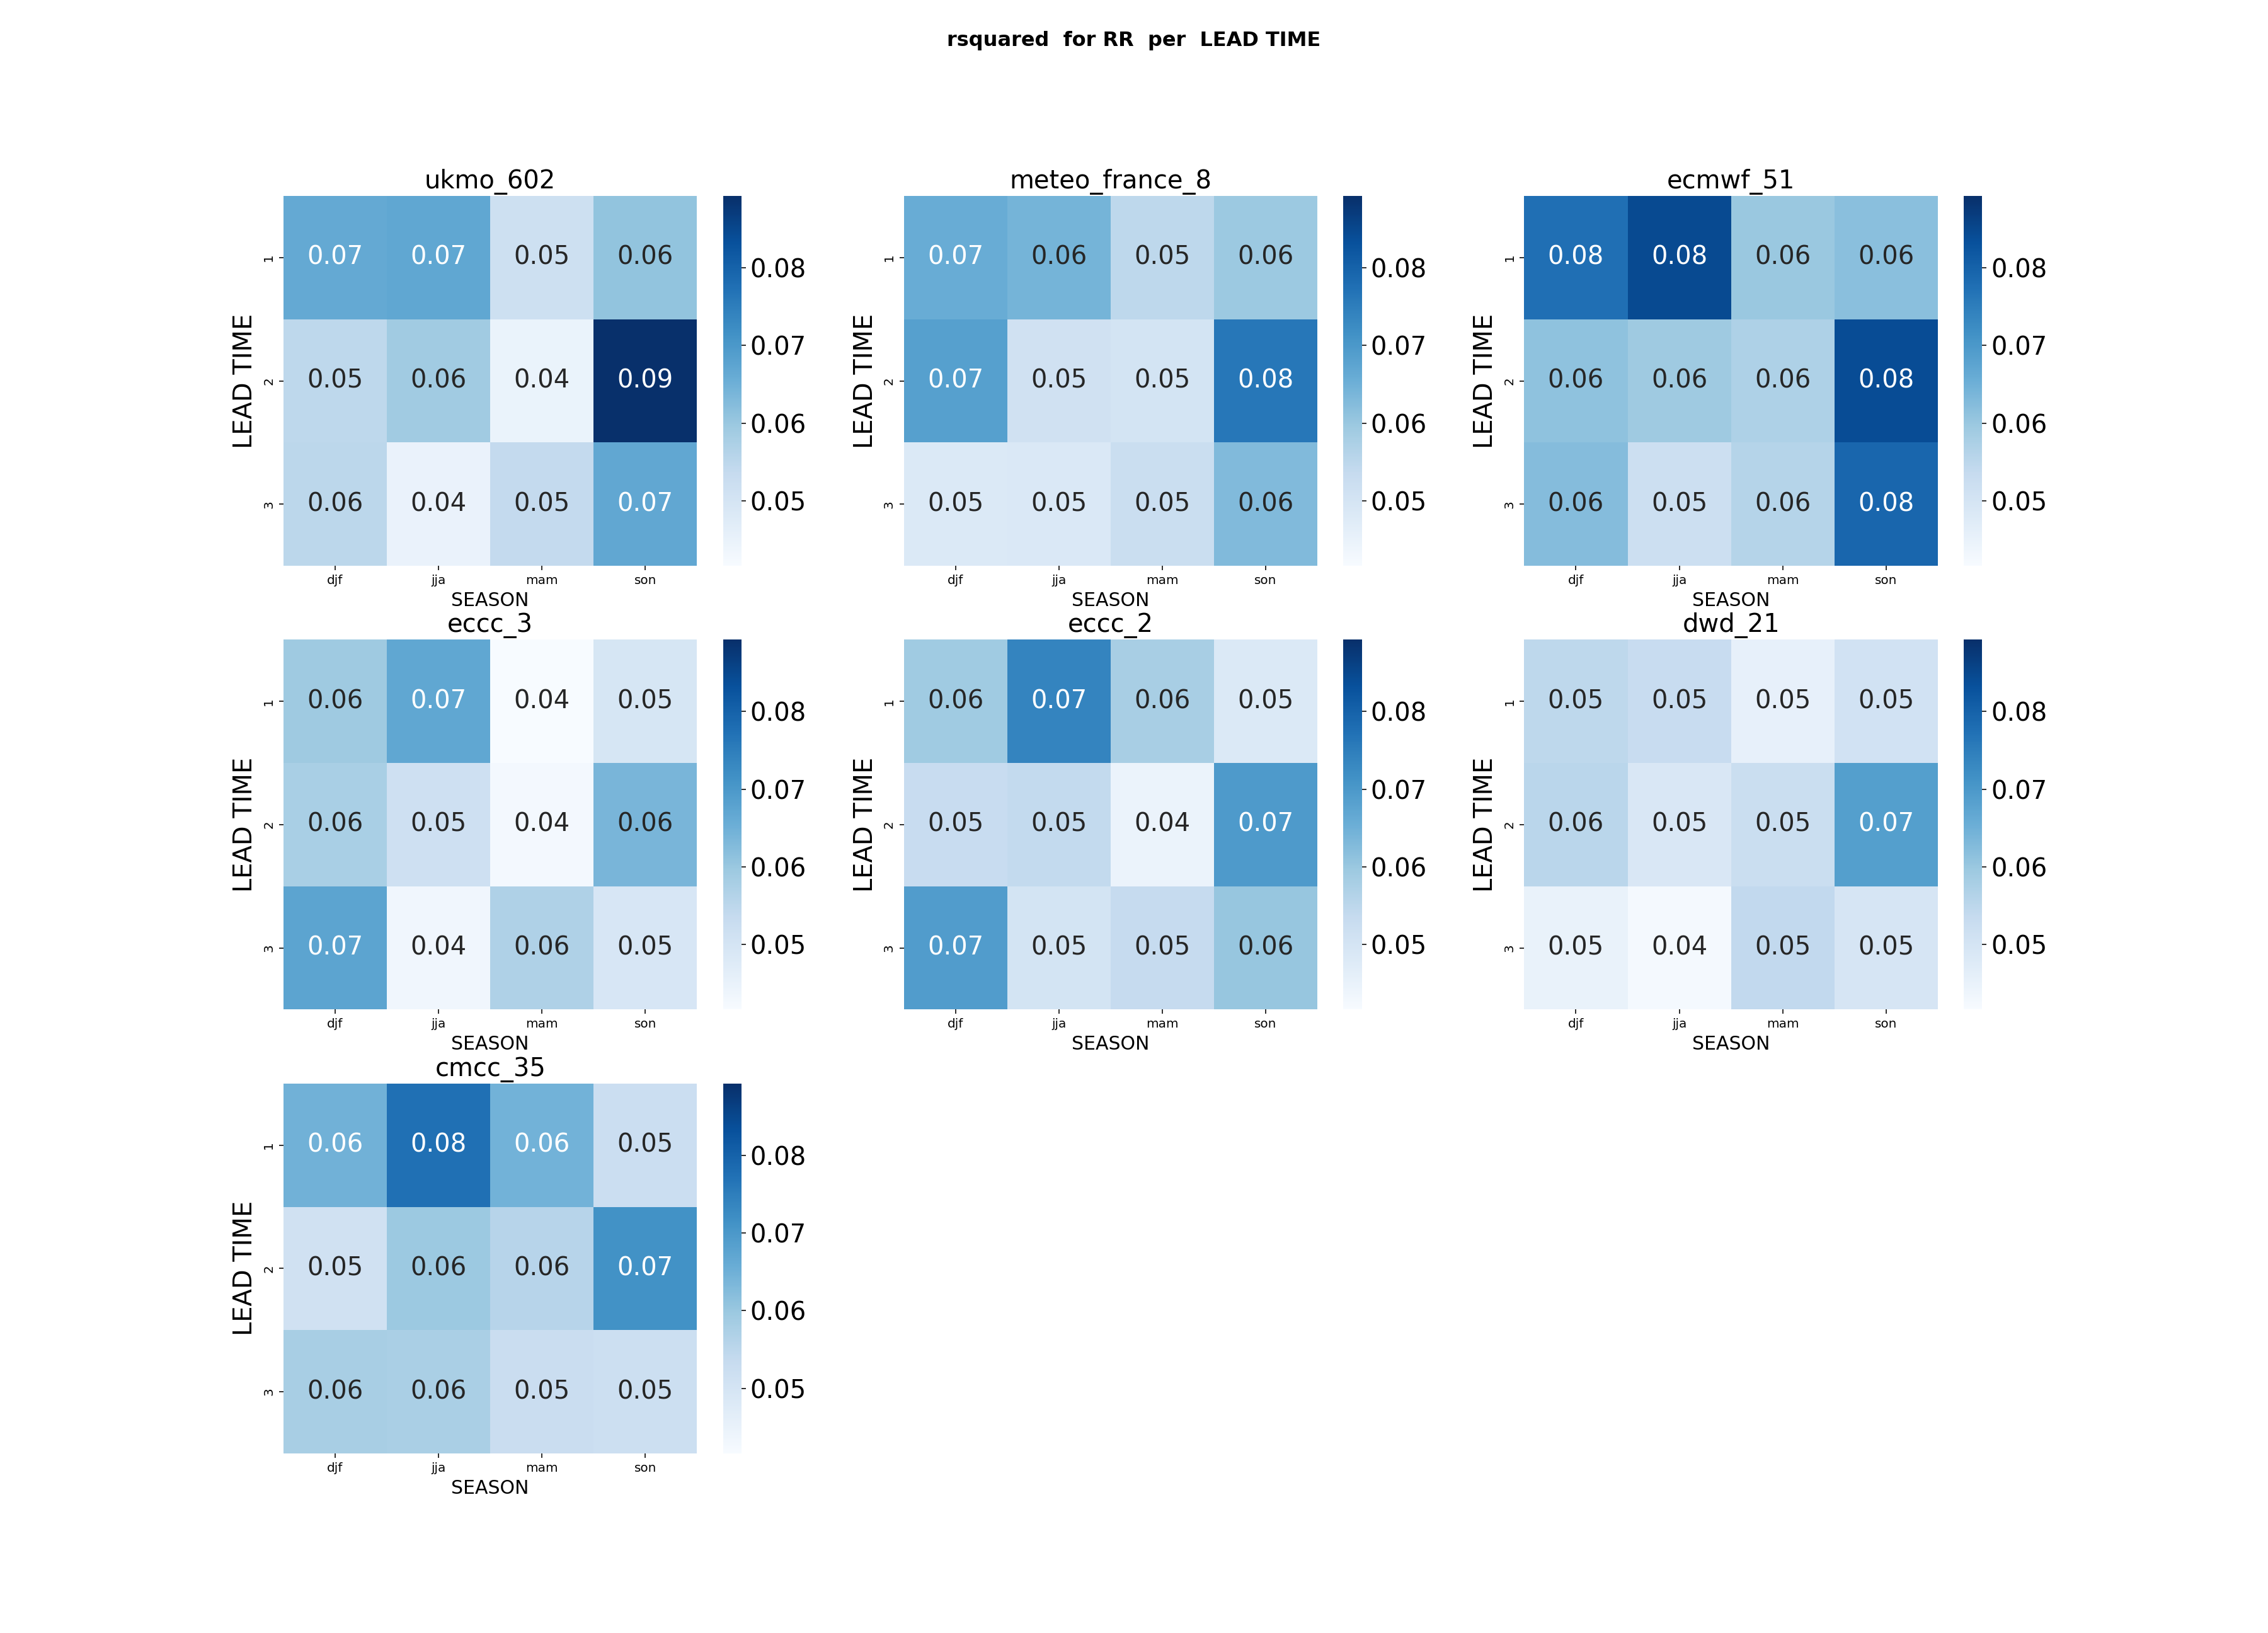 rsquared  for RR  per  LEAD TIME
ukmo_602
LEAD TIME
1 0.07 0.07 0.05 0.06
2 0.05 0.06 0.04 0.09
3 0.06 0.04 0.05 0.07
djf jja mam son
SEASON
0.08
0.07
0.06
0.05
meteo_france_8
LEAD TIME
1 0.07 0.06 0.05 0.06
2 0.07 0.05 0.05 0.08
3 0.05 0.05 0.05 0.06
djf jja mam son
SEASON
0.08
0.07
0.06
0.05
ecmwf_51
LEAD TIME
1 0.08 0.08 0.06 0.06
2 0.06 0.06 0.06 0.08
3 0.06 0.05 0.06 0.08
djf jja mam son
SEASON
0.08
0.07
0.06
0.05
eccc_3
LEAD TIME
1 0.06 0.07 0.04 0.05
2 0.06 0.05 0.04 0.06
3 0.07 0.04 0.06 0.05
djf jja mam son
SEASON
0.08
0.07
0.06
0.05
eccc_2
LEAD TIME
1 0.06 0.07 0.06 0.05
2 0.05 0.05 0.04 0.07
3 0.07 0.05 0.05 0.06
djf jja mam son
SEASON
0.08
0.07
0.06
0.05
dwd_21
LEAD TIME
1 0.05 0.05 0.05 0.05
2 0.06 0.05 0.05 0.07
3 0.05 0.04 0.05 0.05
djf jja mam son
SEASON
0.08
0.07
0.06
0.05
cmcc_35
LEAD TIME
1 0.06 0.08 0.06 0.05
2 0.05 0.06 0.06 0.07
3 0.06 0.06 0.05 0.05
djf jja mam son
SEASON
0.08
0.07
0.06
0.05